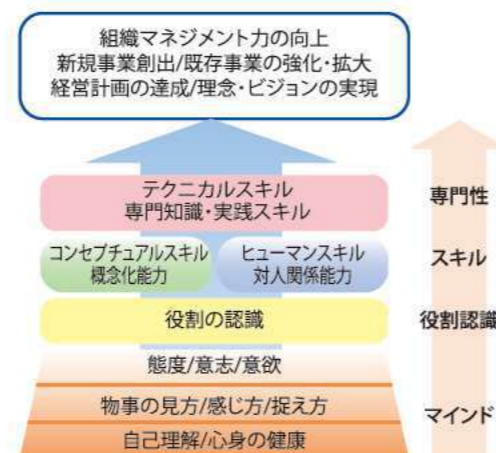 組織マネジメント力の向上
新規事業創出/既存事業の強化・拡大
経営計画の達成/理念・ビジョンの実現
テクニカルスキル
専門知識・実践スキル
専門性
コンセプチュアルスキル
概念化能力
ヒューマンスキル
対人関係能力
スキル
役割の認識
役割認識
態度/意志/意欲
物事の見方/感じ方/捉え方
自己理解/心身の健康
マインド